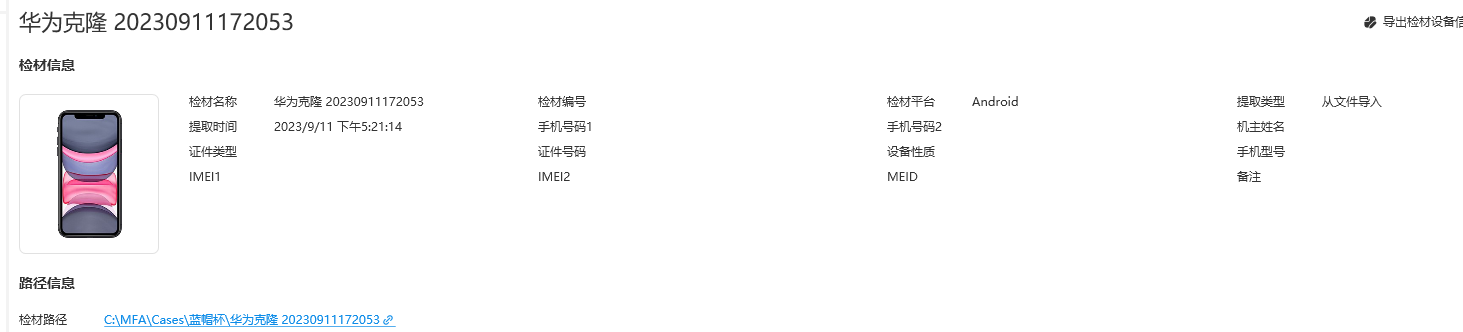 华为克隆 20230911172053
导出检材设备信
检材信息
检材名称 华为克隆 20230911172053 检材编号 检材平台 Android 提取类型 从文件导入
提取时间 2023/9/11 下午5:21:14 手机号码1 手机号码2 机主姓名
证件类型 证件号码 设备性质 手机型号
IMEI1 IMEI2 MEID 备注
路径信息
检材路径 C:\MFA\Cases\蓝帽杯\华为克隆 20230911172053